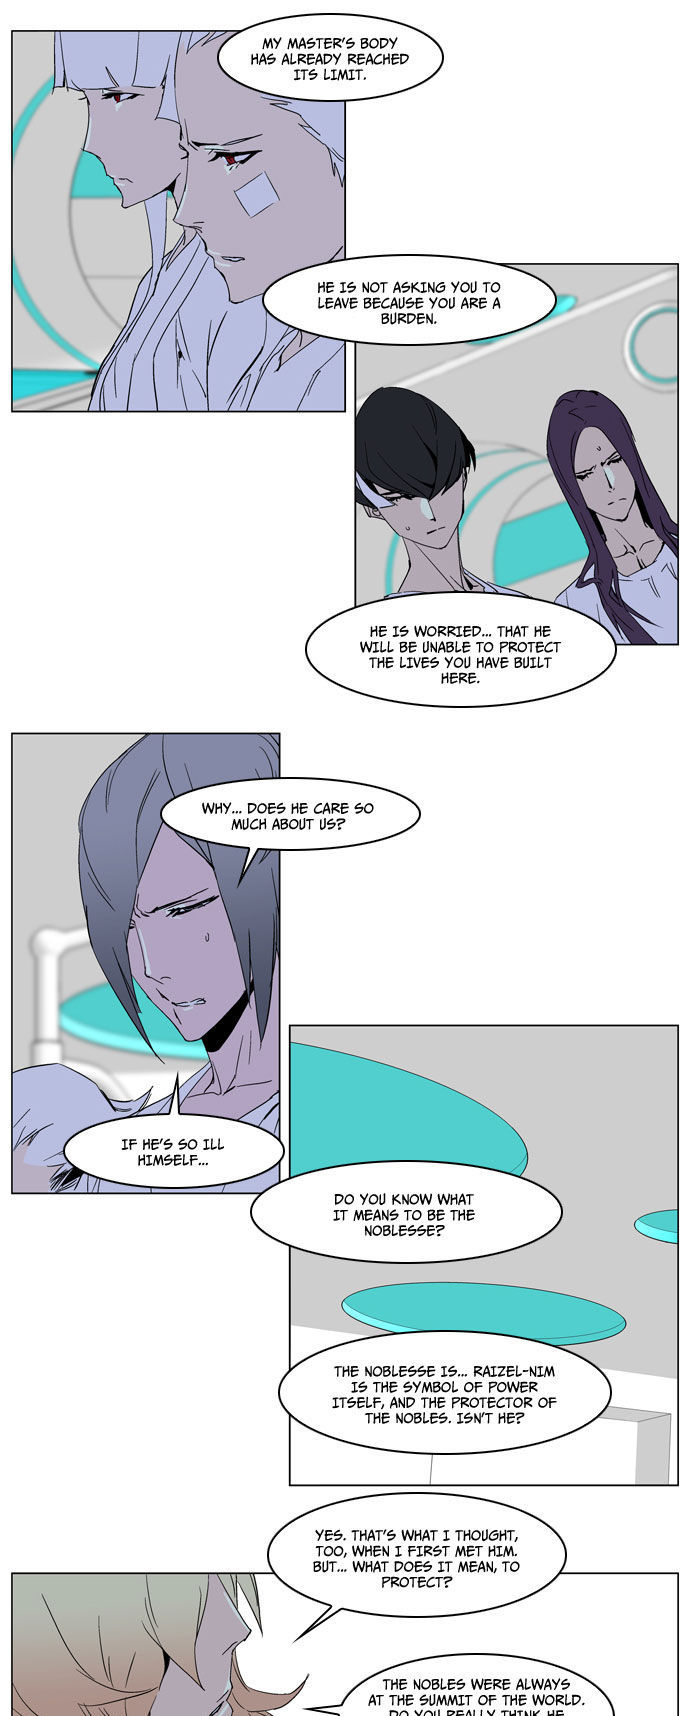 MY MASTER'S BODY
HAS ALREADY REACHED
ITS LIMIT.
HE IS NOT ASKING YOU TO
LEAVE BECAUSE YOU ARE A
BURDEN.
HE IS WORRIED... THAT HE
WILL BE UNABLE TO PROTECT
THE LIVES YOU HAVE BUILT
HERE.
WHY... DOES HE CARE SO
MUCH ABOUT US?
IF HE'S SO ILL
HIMSELF...
DO YOU KNOW WHAT
IT MEANS TO BE THE
NOBLESSE?
THE NOBLESSE IS... RAIZEL-NIM
IS THE SYMBOL OF POWER
ITSELF, AND THE PROTECTOR OF
THE NOBLES. ISN'T HE?
YES. THAT'S WHAT I THOUGHT,
TOO, WHEN I FIRST MET HIM.
BUT... WHAT DOES IT MEAN, TO
PROTECT?
THE NOBLES WERE ALWAYS
AT THE SUMMIT OF THE WORLD.
DO YOU REALLY THINK HE